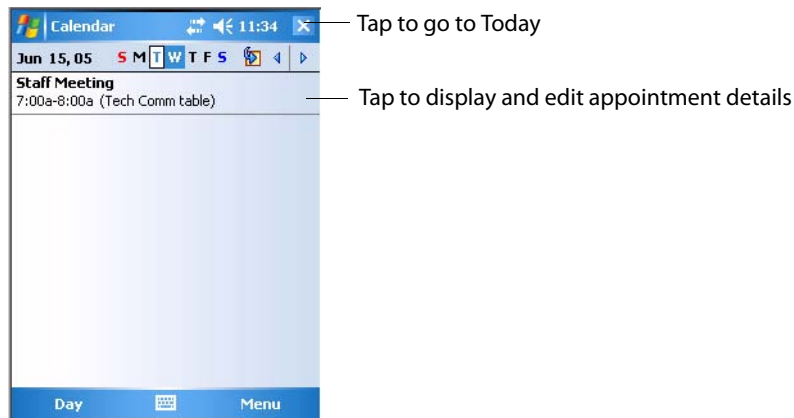 Calendar 11:34
Tap to go to Today
Jun 15, 05 S M T W T F S
Staff Meeting
7:00a-8:00a (Tech Comm table)
Tap to display and edit appointment details
Day Menu